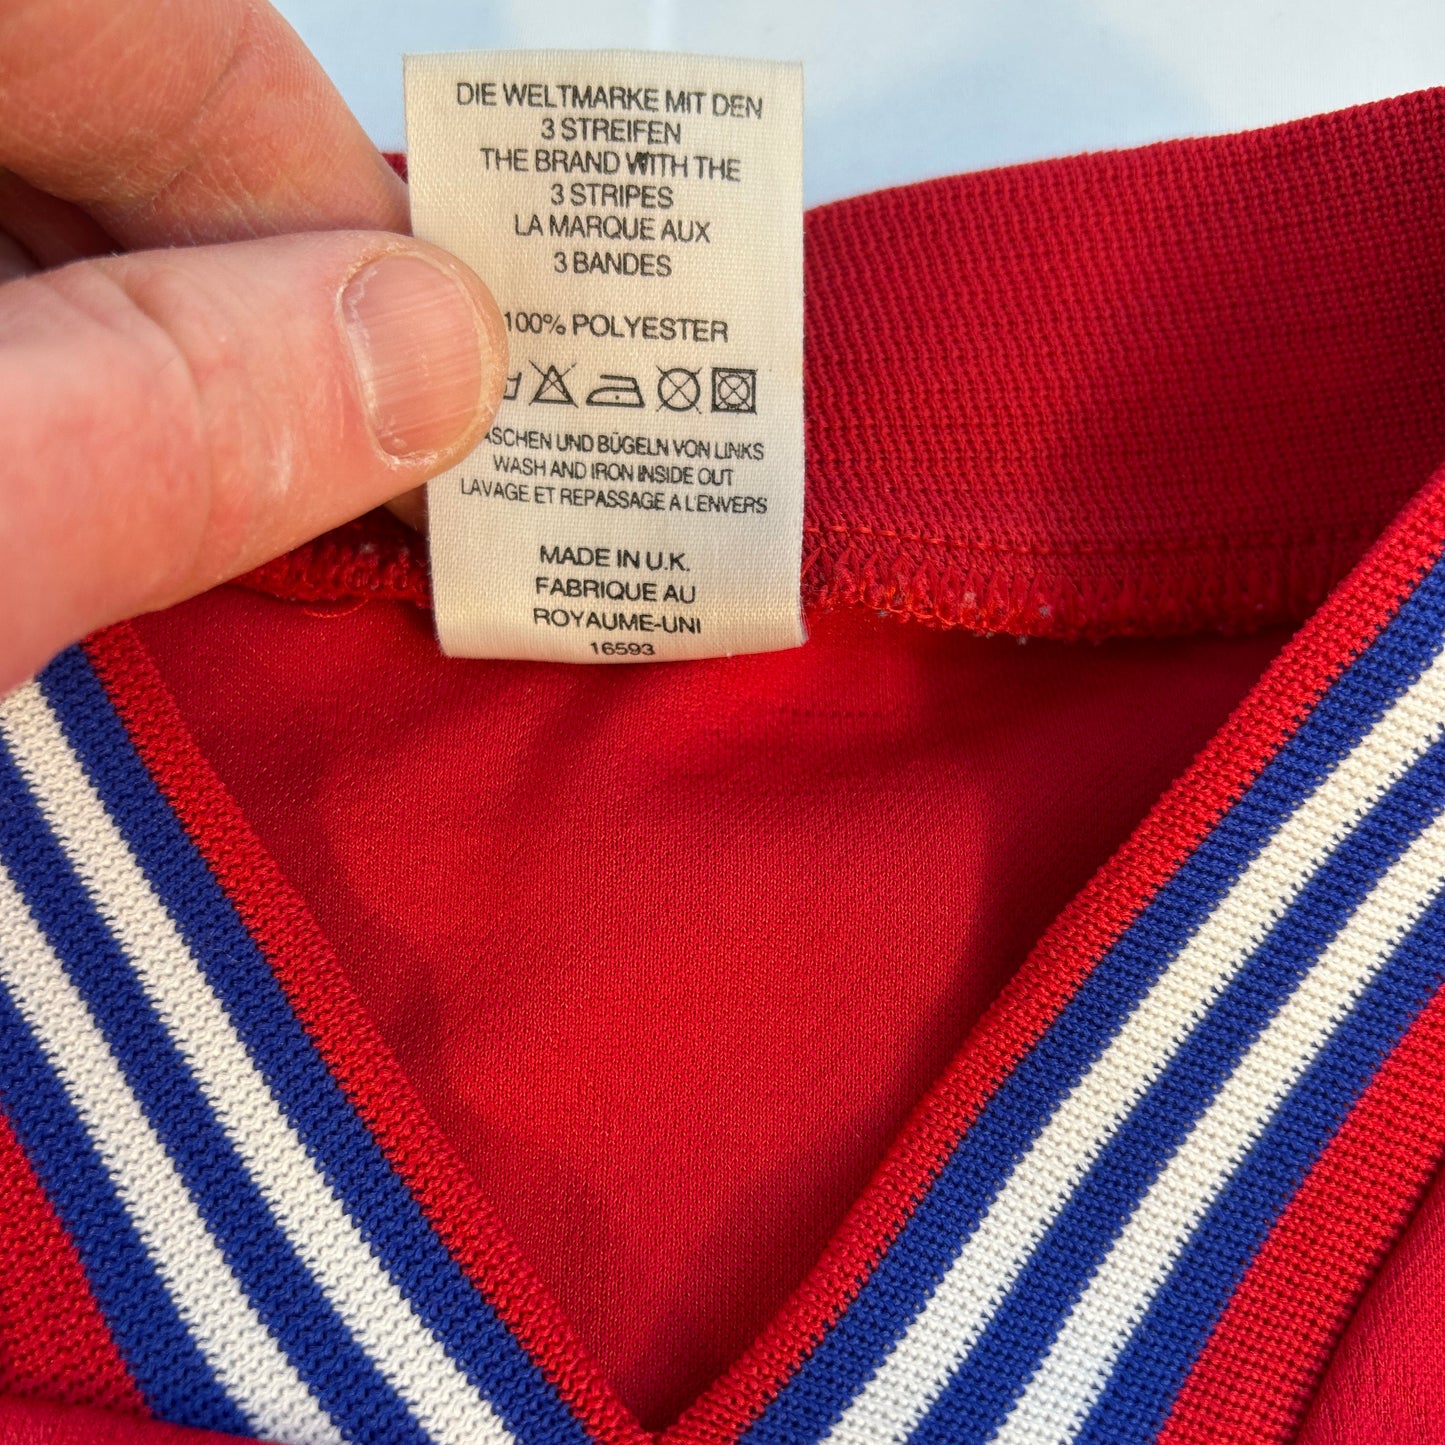 DIE WELTMARKE MIT DEN
3 STREIFEN
THE BRAND WITH THE
3 STRIPES
LA MARQUE AUX
3 BANDES
100% POLYESTER
ASCHEN UND BÜGELN VON LINKS
WASH AND IRON INSIDE OUT
LAVAGE ET REPASSAGE A L'ENVERS
MADE IN U.K.
FABRIQUE AU
ROYAUME-UNI
16593